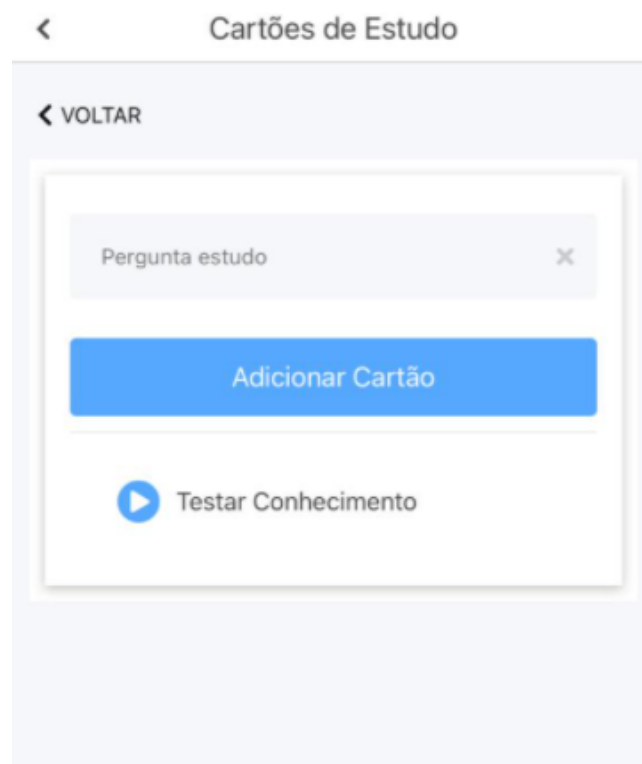 Cartões de Estudo
VOLTAR
Pergunta estudo
Adicionar Cartão
Testar Conhecimento